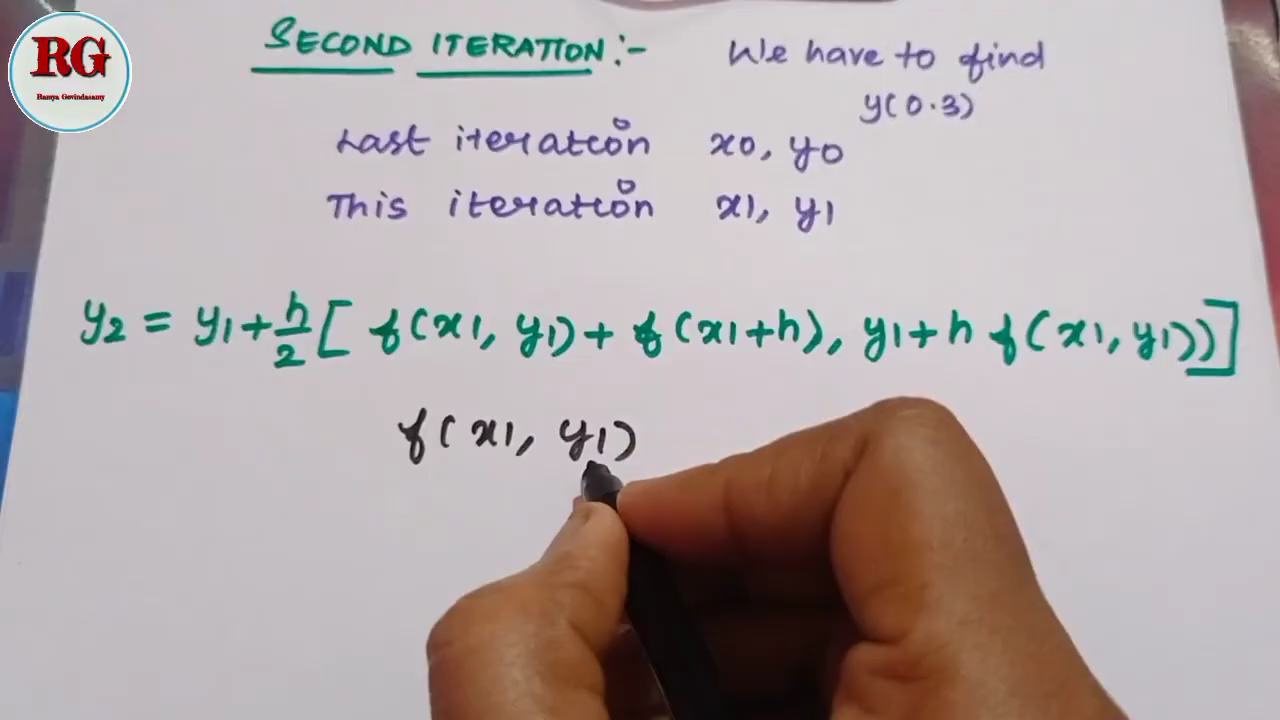 RG
Ramya Govindasamy
SECOND ITERATION :-
We have to find
y(0.3)
Last iteration x0, y0
This iteration x1, y1
y2 = y1 + h/2 [ f(x1, y1) + f(x1+h), y1+h f(x1, y1))]
f(x1, y1)